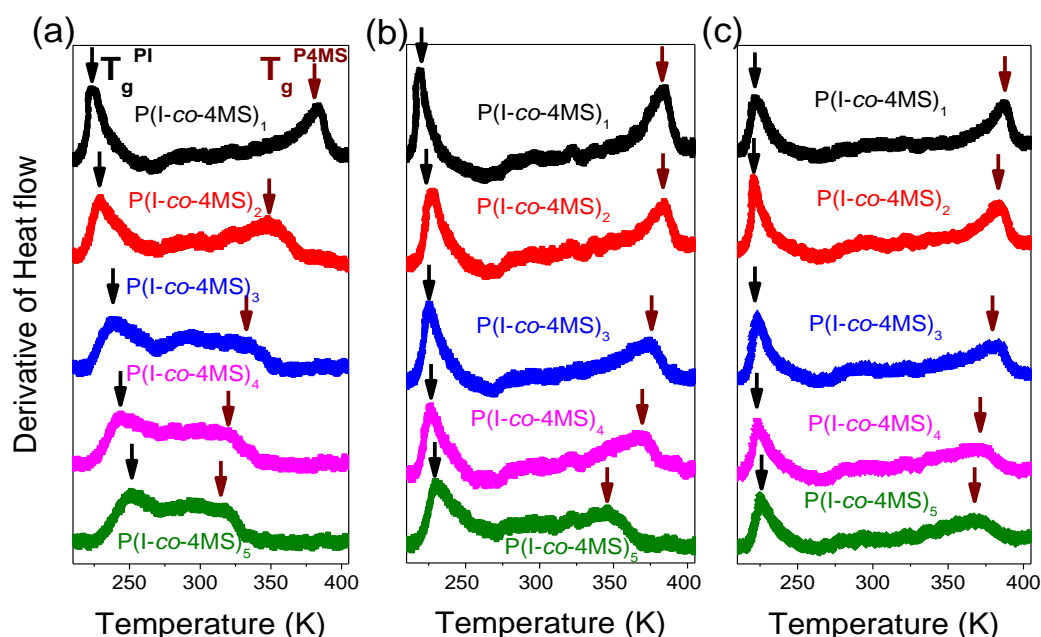 (a) (b) (c)
Derivative of Heat flow
T_g^PI T_g^P4MS
P(I-co-4MS)_1
P(I-co-4MS)_2
P(I-co-4MS)_3
P(I-co-4MS)_4
P(I-co-4MS)_5
250 300 350 400
Temperature (K)
P(I-co-4MS)_1
P(I-co-4MS)_2
P(I-co-4MS)_3
P(I-co-4MS)_4
P(I-co-4MS)_5
250 300 350 400
Temperature (K)
P(I-co-4MS)_1
P(I-co-4MS)_2
P(I-co-4MS)_3
P(I-co-4MS)_4
P(I-co-4MS)_5
250 300 350 400
Temperature (K)